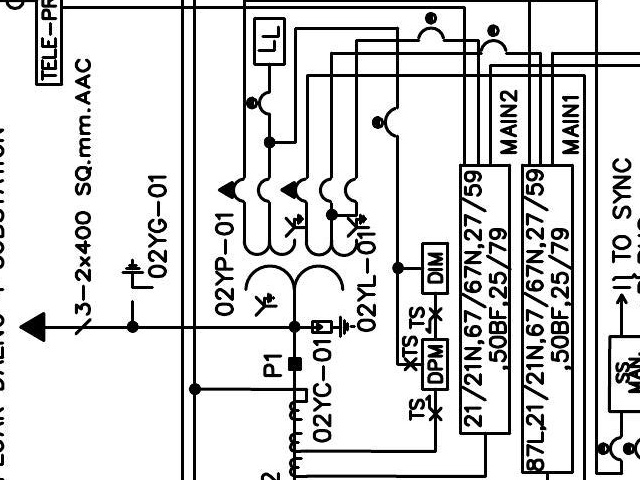 TELE-PR
3-2x400 SQ.mm.AAC
02YG-01
02YP-01
LL
02YL-01
P1
02YC-01
2
DIM
TS
TS
DPM
TS
MAIN2
21/21N,67/67N,27/59
,50BF,25/79
MAIN1
87L,21/21N,67/67N,27/59
,50BF,25/79
TO SYNC
SS
MAN.